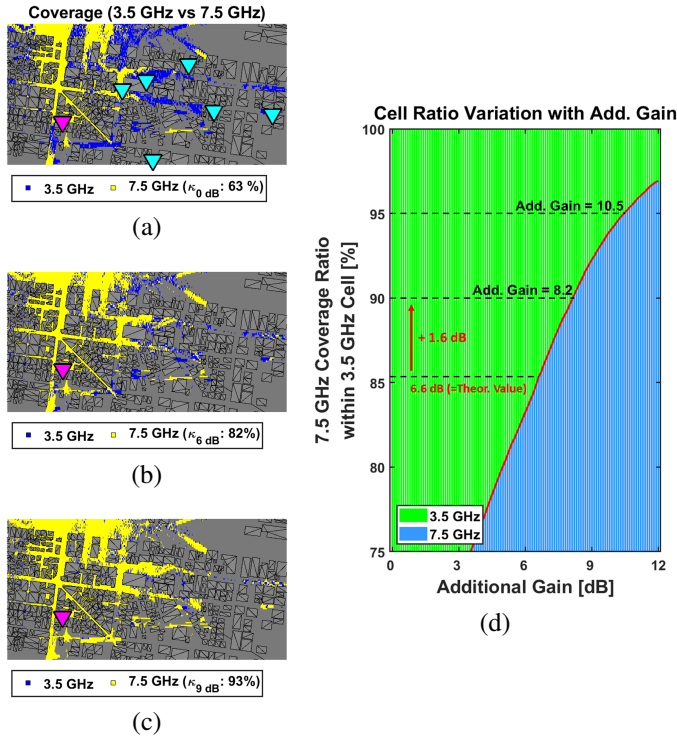 Coverage (3.5 GHz vs 7.5 GHz)
3.5 GHz 7.5 GHz (κ0 dB: 63 %)
(a)
3.5 GHz 7.5 GHz (κ6 dB: 82%)
(b)
3.5 GHz 7.5 GHz (κ9 dB: 93%)
(c)
Cell Ratio Variation with Add. Gain
100
95
90
85
80
75
7.5 GHz Coverage Ratio
within 3.5 GHz Cell [%]
Add. Gain = 10.5
Add. Gain = 8.2
+ 1.6 dB
6.6 dB (=Theor. Value)
3.5 GHz
7.5 GHz
0 3 6 9 12
Additional Gain [dB]
(d)